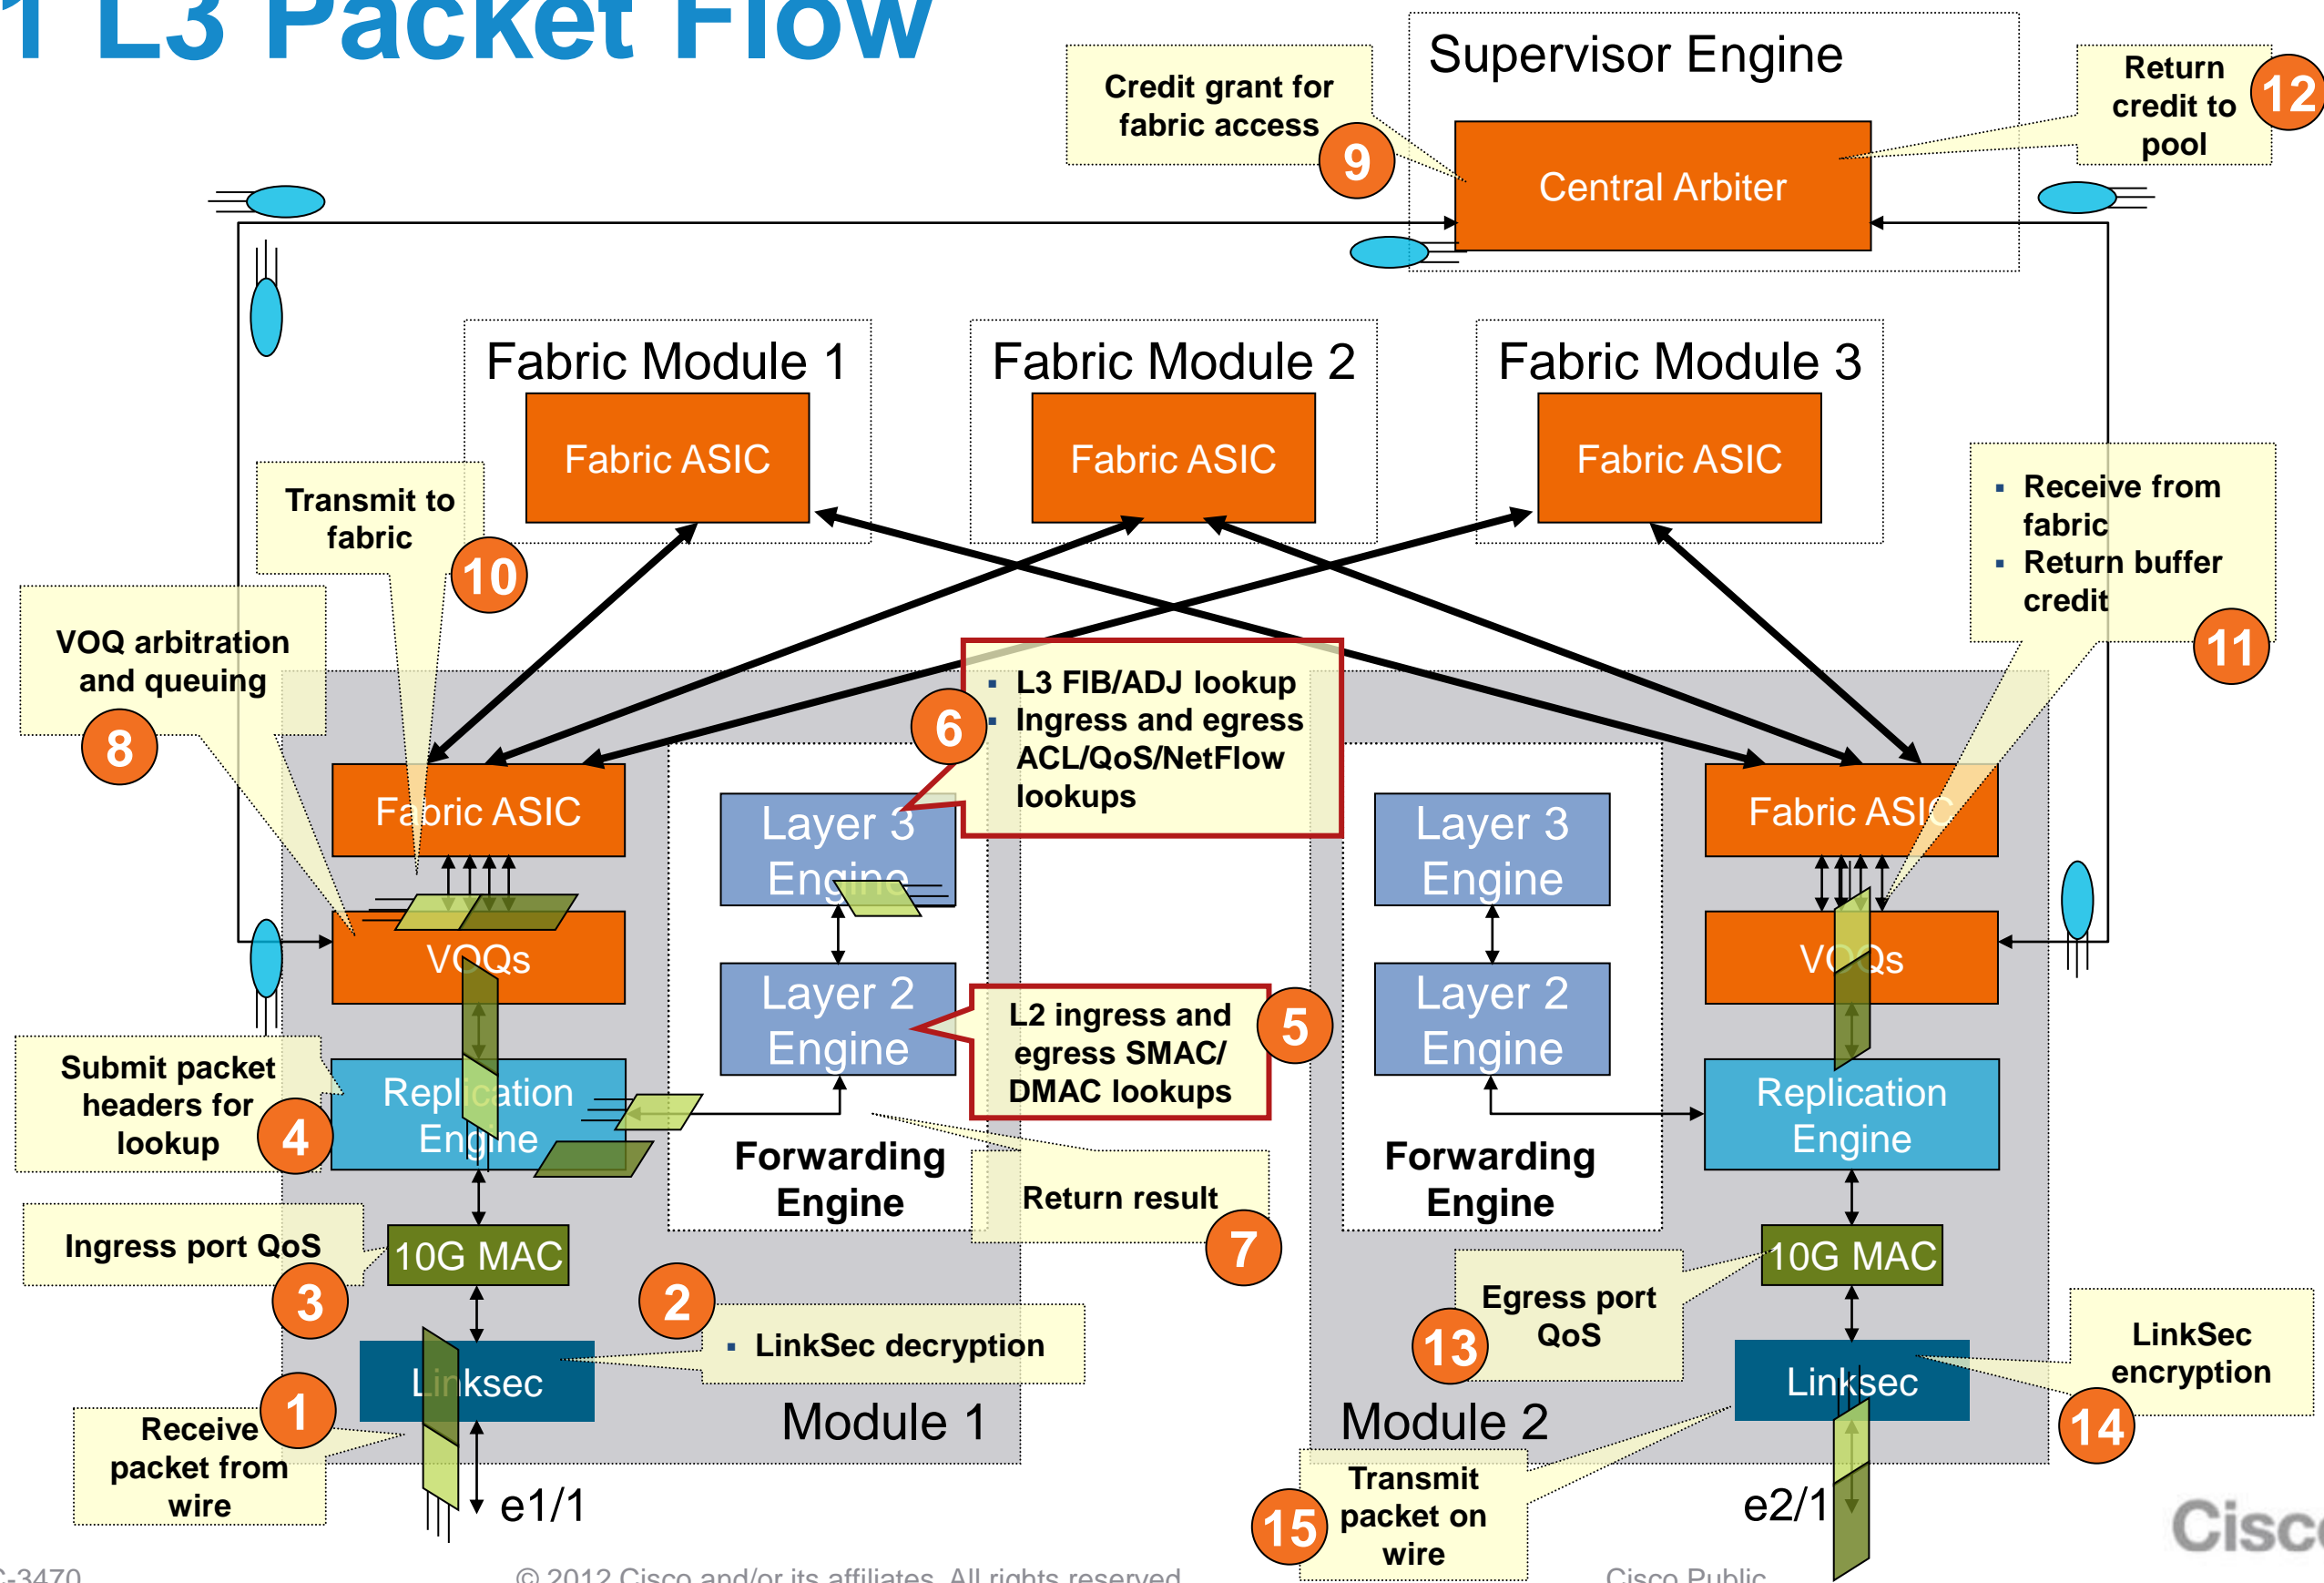 1 L3 Packet Flow
Supervisor Engine
Credit grant for
fabric access
9
Central Arbiter
Return
credit to
pool
12
Fabric Module 1
Fabric ASIC
Fabric Module 2
Fabric ASIC
Fabric Module 3
Fabric ASIC
Transmit to
fabric
10
▪ Receive from
fabric
▪ Return buffer
credit
11
VOQ arbitration
and queuing
8
6
▪ L3 FIB/ADJ lookup
▪ Ingress and egress
ACL/QoS/NetFlow
lookups
Fabric ASIC
VOQs
Replication
Engine
10G MAC
Linksec
Layer 3
Engine
Layer 2
Engine
Forwarding
Engine
L2 ingress and
egress SMAC/
DMAC lookups
5
Submit packet
headers for
lookup
4
Return result
7
Ingress port QoS
3
2
▪ LinkSec decryption
1
Receive
packet from
wire
Module 1
e1/1
Layer 3
Engine
Layer 2
Engine
Forwarding
Engine
Fabric ASIC
VOQs
Replication
Engine
10G MAC
Linksec
Egress port
QoS
13
LinkSec
encryption
14
Module 2
Transmit
packet on
wire
15
e2/1
Cisco
C-3470
© 2012 Cisco and/or its affiliates. All rights reserved.
Cisco Public